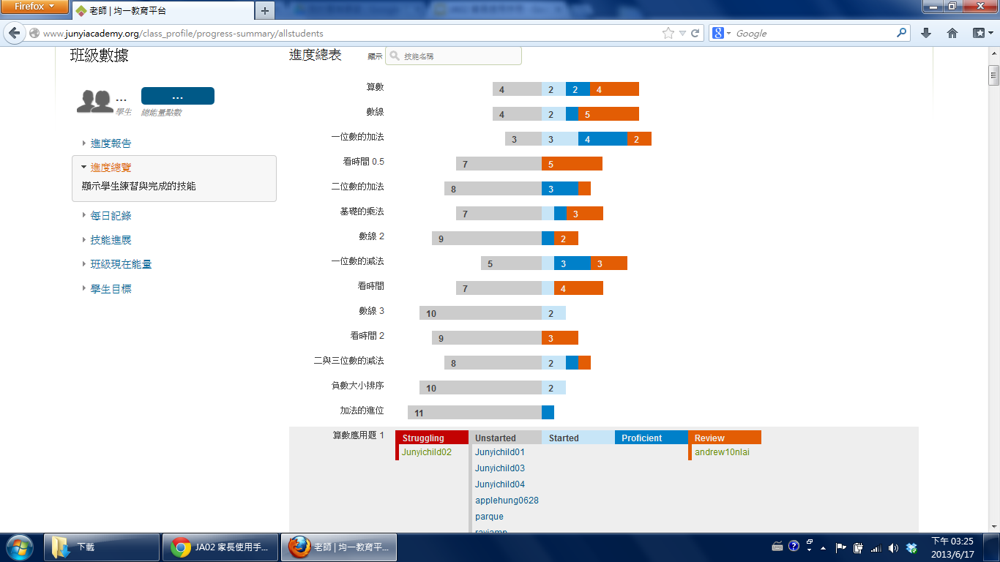 Firefox
老師 | 均一教育平台
www.junyiacademy.org/class_profile/progress-summary/allstudents
Google
班級數據
進度總表
顯示
技能名稱
...
學生
...
總能量點數
進度報告
進度總覽
顯示學生練習與完成的技能
每日記錄
技能進展
班級現在能量
學生目標
算數 4 2 2 4
數線 4 2 5
一位數的加法 3 3 4 2
看時間 0.5 7 5
二位數的加法 8 3
基礎的乘法 7 3
數線 2 9 2
一位數的減法 5 3 3
看時間 7 4
數線 3 10 2
看時間 2 9 3
二與三位數的減法 8 2
負數大小排序 10 2
加法的進位 11
算數應用題 1
Struggling Unstarted Started Proficient Review
Junyichild02 Junyichild01 andrew10nlai
Junyichild03
Junyichild04
applehung0628
parque
下載
JA02 家長使用手...
老師 | 均一教育平...
下午 03:25
2013/6/17